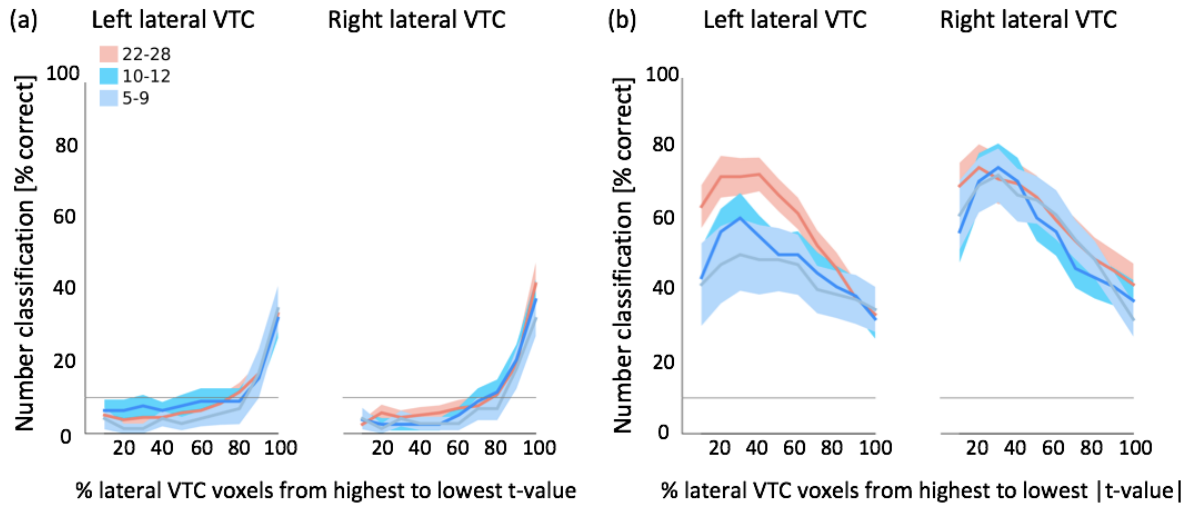 (a) Left lateral VTC Right lateral VTC
22-28
10-12
5-9
Number classification [% correct]
100
80
60
40
20
0
20 40 60 80 100 20 40 60 80 100
% lateral VTC voxels from highest to lowest t-value
(b) Left lateral VTC Right lateral VTC
Number classification [% correct]
100
80
60
40
20
0
20 40 60 80 100 20 40 60 80 100
% lateral VTC voxels from highest to lowest |t-value|